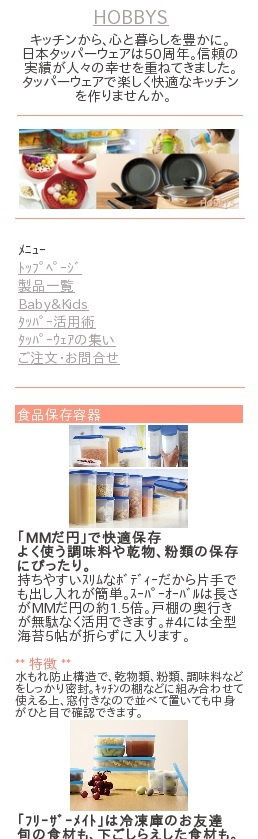 HOBBYS
キッチンから、心と暮らしを豊かに。
日本タッパーウェアは50周年。信頼の
実績が人々の幸せを重ねてきました。
タッパーウェアで楽しく快適なキッチン
を作りませんか。
HOBBYS
ﾒﾆｭｰ
ﾄｯﾌﾟﾍﾟｰｼﾞ
製品一覧
Baby&Kids
ﾀｯﾊﾟｰ活用術
ﾀｯﾊﾟｰｳｪｱの集い
ご注文・お問合せ
食品保存容器
「MMだ円」で快適保存
よく使う調味料や乾物、粉類の保存
にぴったり。
持ちやすいｽﾘﾑなﾎﾞﾃﾞｨｰだから片手で
も出し入れが簡単。ｽｰﾊﾟｰｵｰﾊﾞﾙは長さ
がMMだ円の約1.5倍。戸棚の奥行き
が無駄なく活用できます。#4には全型
海苔5帖が折らずに入ります。
** 特徴 **
水もれ防止構造で、乾物類、粉類、調味料など
をしっかり密封。ｷｯﾁﾝの棚などに組み合わせて
使える上、窓付きなので並べて置いても中身
がひと目で確認できます。
「ﾌﾘｰｻﾞｰﾒｲﾄ」は冷凍庫のお友達
旬の食材も、下ごしらえした食材も。